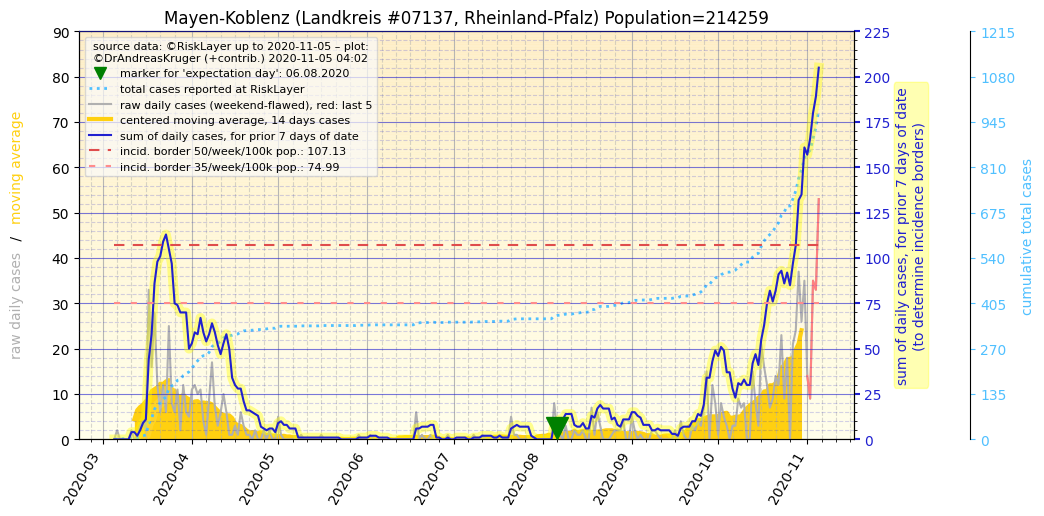 Mayen-Koblenz (Landkreis #07137, Rheinland-Pfalz) Population=214259
source data: ©RiskLayer up to 2020-11-05 – plot:
©DrAndreasKruger (+contrib.) 2020-11-05 04:02
marker for 'expectation day': 06.08.2020
total cases reported at RiskLayer
raw daily cases (weekend-flawed), red: last 5
centered moving average, 14 days cases
sum of daily cases, for prior 7 days of date
incid. border 50/week/100k pop.: 107.13
incid. border 35/week/100k pop.: 74.99
raw daily cases / moving average
90
80
70
60
50
40
30
20
10
0
2020-03
2020-04
2020-05
2020-06
2020-07
2020-08
2020-09
2020-10
2020-11
225
200
175
150
125
100
75
50
25
0
sum of daily cases, for prior 7 days of date
(to determine incidence borders)
1215
1080
945
810
675
540
405
270
135
0
cumulative total cases